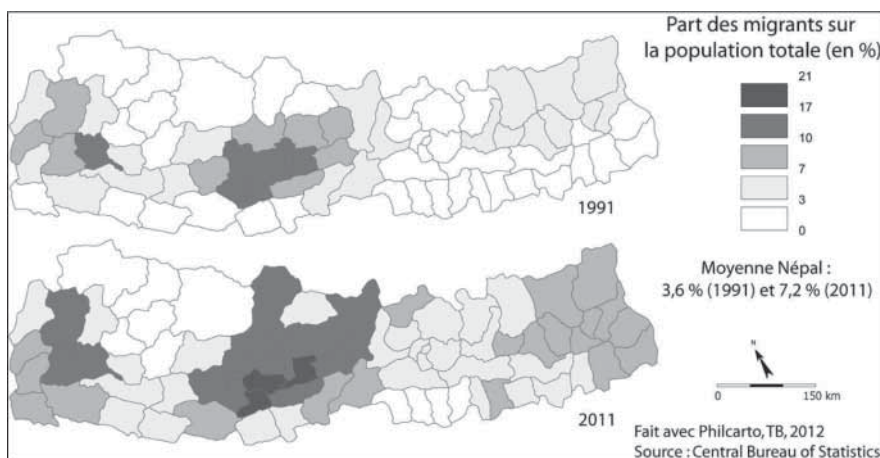 Part des migrants sur
la population totale (en %)
21
17
10
7
3
0
1991
Moyenne Népal :
3,6 % (1991) et 7,2 % (2011)
N
0 150 km
2011
Fait avec Philcarto, TB, 2012
Source : Central Bureau of Statistics